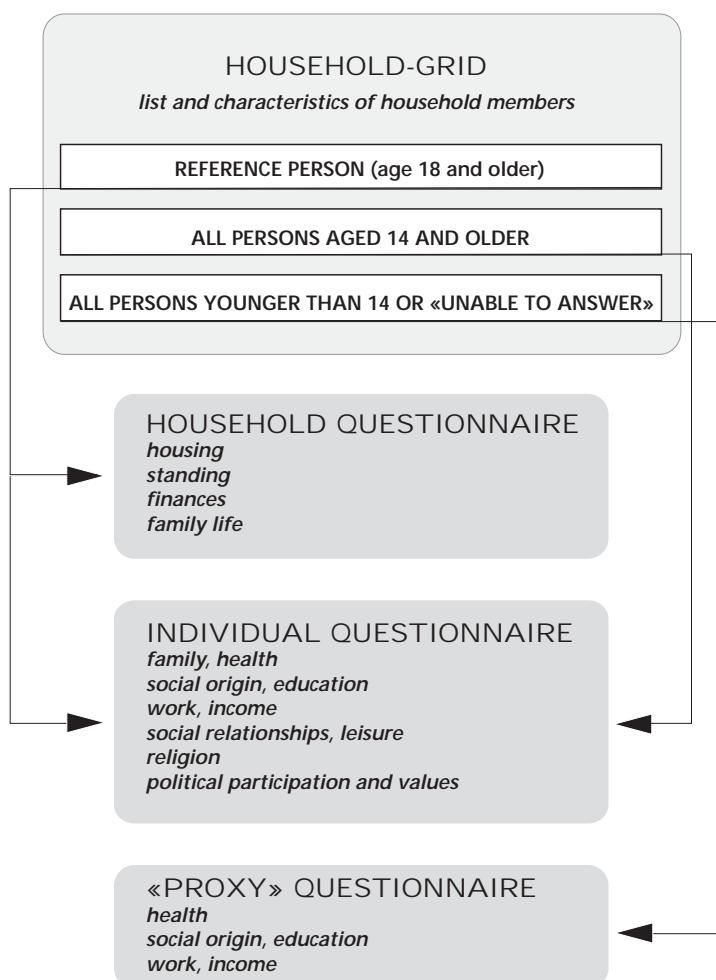 HOUSEHOLD-GRID
list and characteristics of household members
REFERENCE PERSON (age 18 and older)
ALL PERSONS AGED 14 AND OLDER
ALL PERSONS YOUNGER THAN 14 OR «UNABLE TO ANSWER»
HOUSEHOLD QUESTIONNAIRE
housing
standing
finances
family life
INDIVIDUAL QUESTIONNAIRE
family, health
social origin, education
work, income
social relationships, leisure
religion
political participation and values
«PROXY» QUESTIONNAIRE
health
social origin, education
work, income